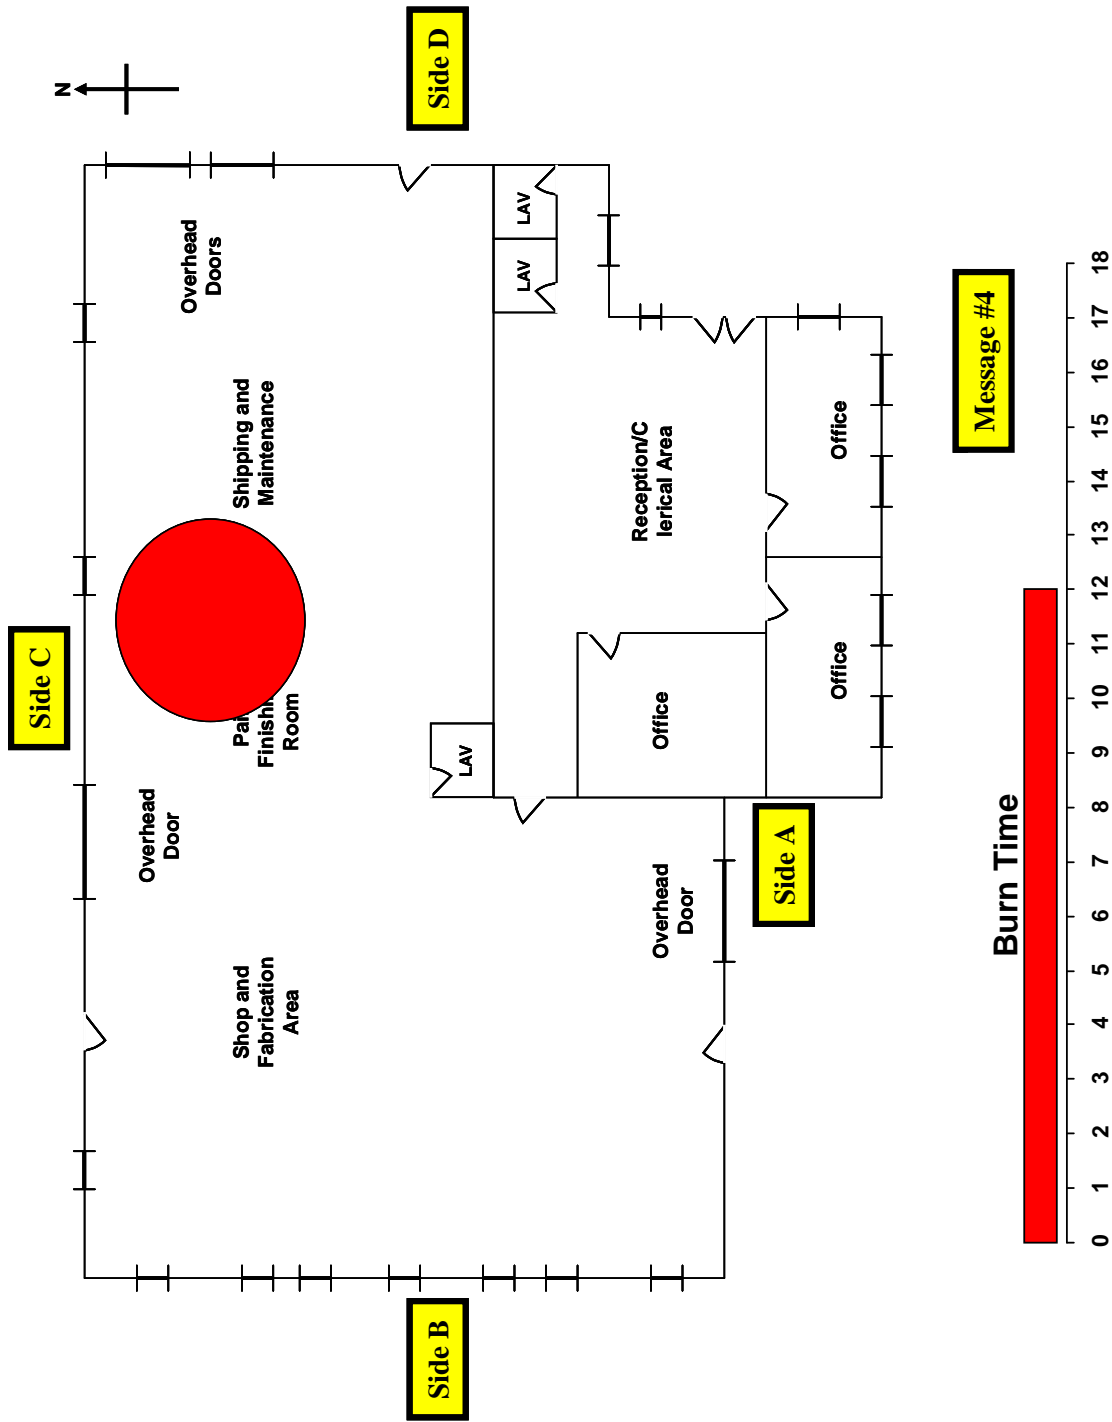 Side C
N
Overhead
Door
Overhead
Doors
Shop and
Fabrication
Area
Pai
Finishi
Room
Shipping and
Maintenance
Side B
Side D
LAV
LAV
LAV
Overhead
Door
Office
Reception/C
lerical Area
Side A
Office
Office
Message #4
Burn Time
0 1 2 3 4 5 6 7 8 9 10 11 12 13 14 15 16 17 18